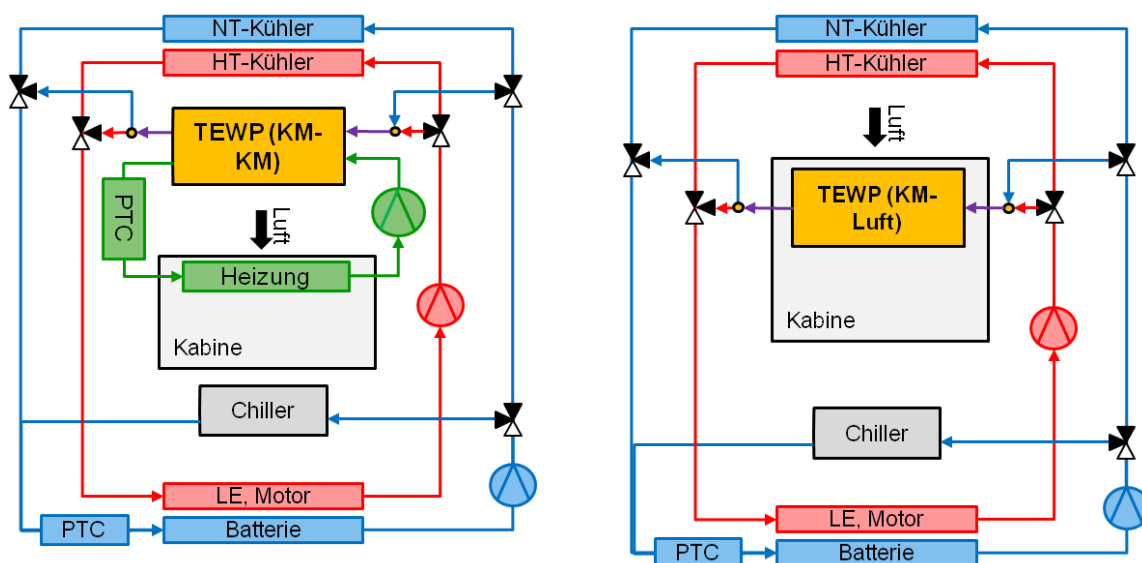 NT-Kühler
HT-Kühler
TEWP (KM-
KM)
PTC
Luft
Heizung
Kabine
Chiller
LE, Motor
PTC
Batterie
NT-Kühler
HT-Kühler
Luft
TEWP (KM-
Luft)
Kabine
Chiller
LE, Motor
PTC
Batterie